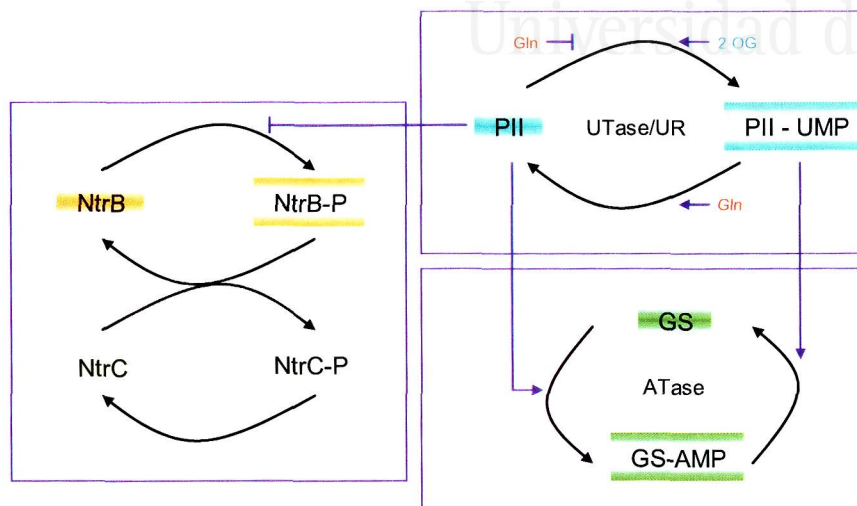 Universidad d
Gln
2 OG
PII
UTase/UR
PII - UMP
Gln
NtrB
NtrB-P
NtrC
NtrC-P
GS
ATase
GS-AMP